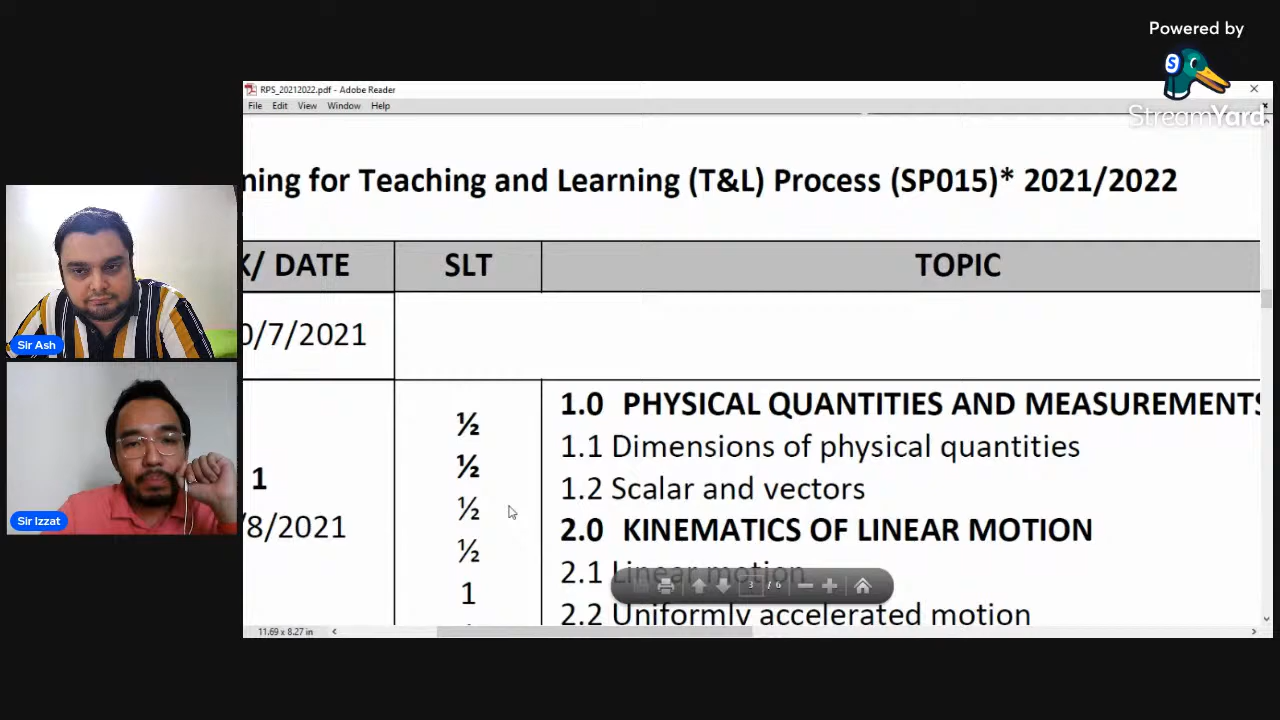 Powered by
StreamYard
RPS_20212022.pdf - Adobe Reader
File Edit View Window Help
ning for Teaching and Learning (T&L) Process (SP015)* 2021/2022
K/ DATE SLT TOPIC
0/7/2021
1.0 PHYSICAL QUANTITIES AND MEASUREMENTS
½
1.1 Dimensions of physical quantities
½
1.2 Scalar and vectors
1
½
2.0 KINEMATICS OF LINEAR MOTION
/8/2021
½
2.1 Linear motion
1
2.2 Uniformly accelerated motion
3 / 6
11.69 x 8.27 in
Sir Ash
Sir Izzat